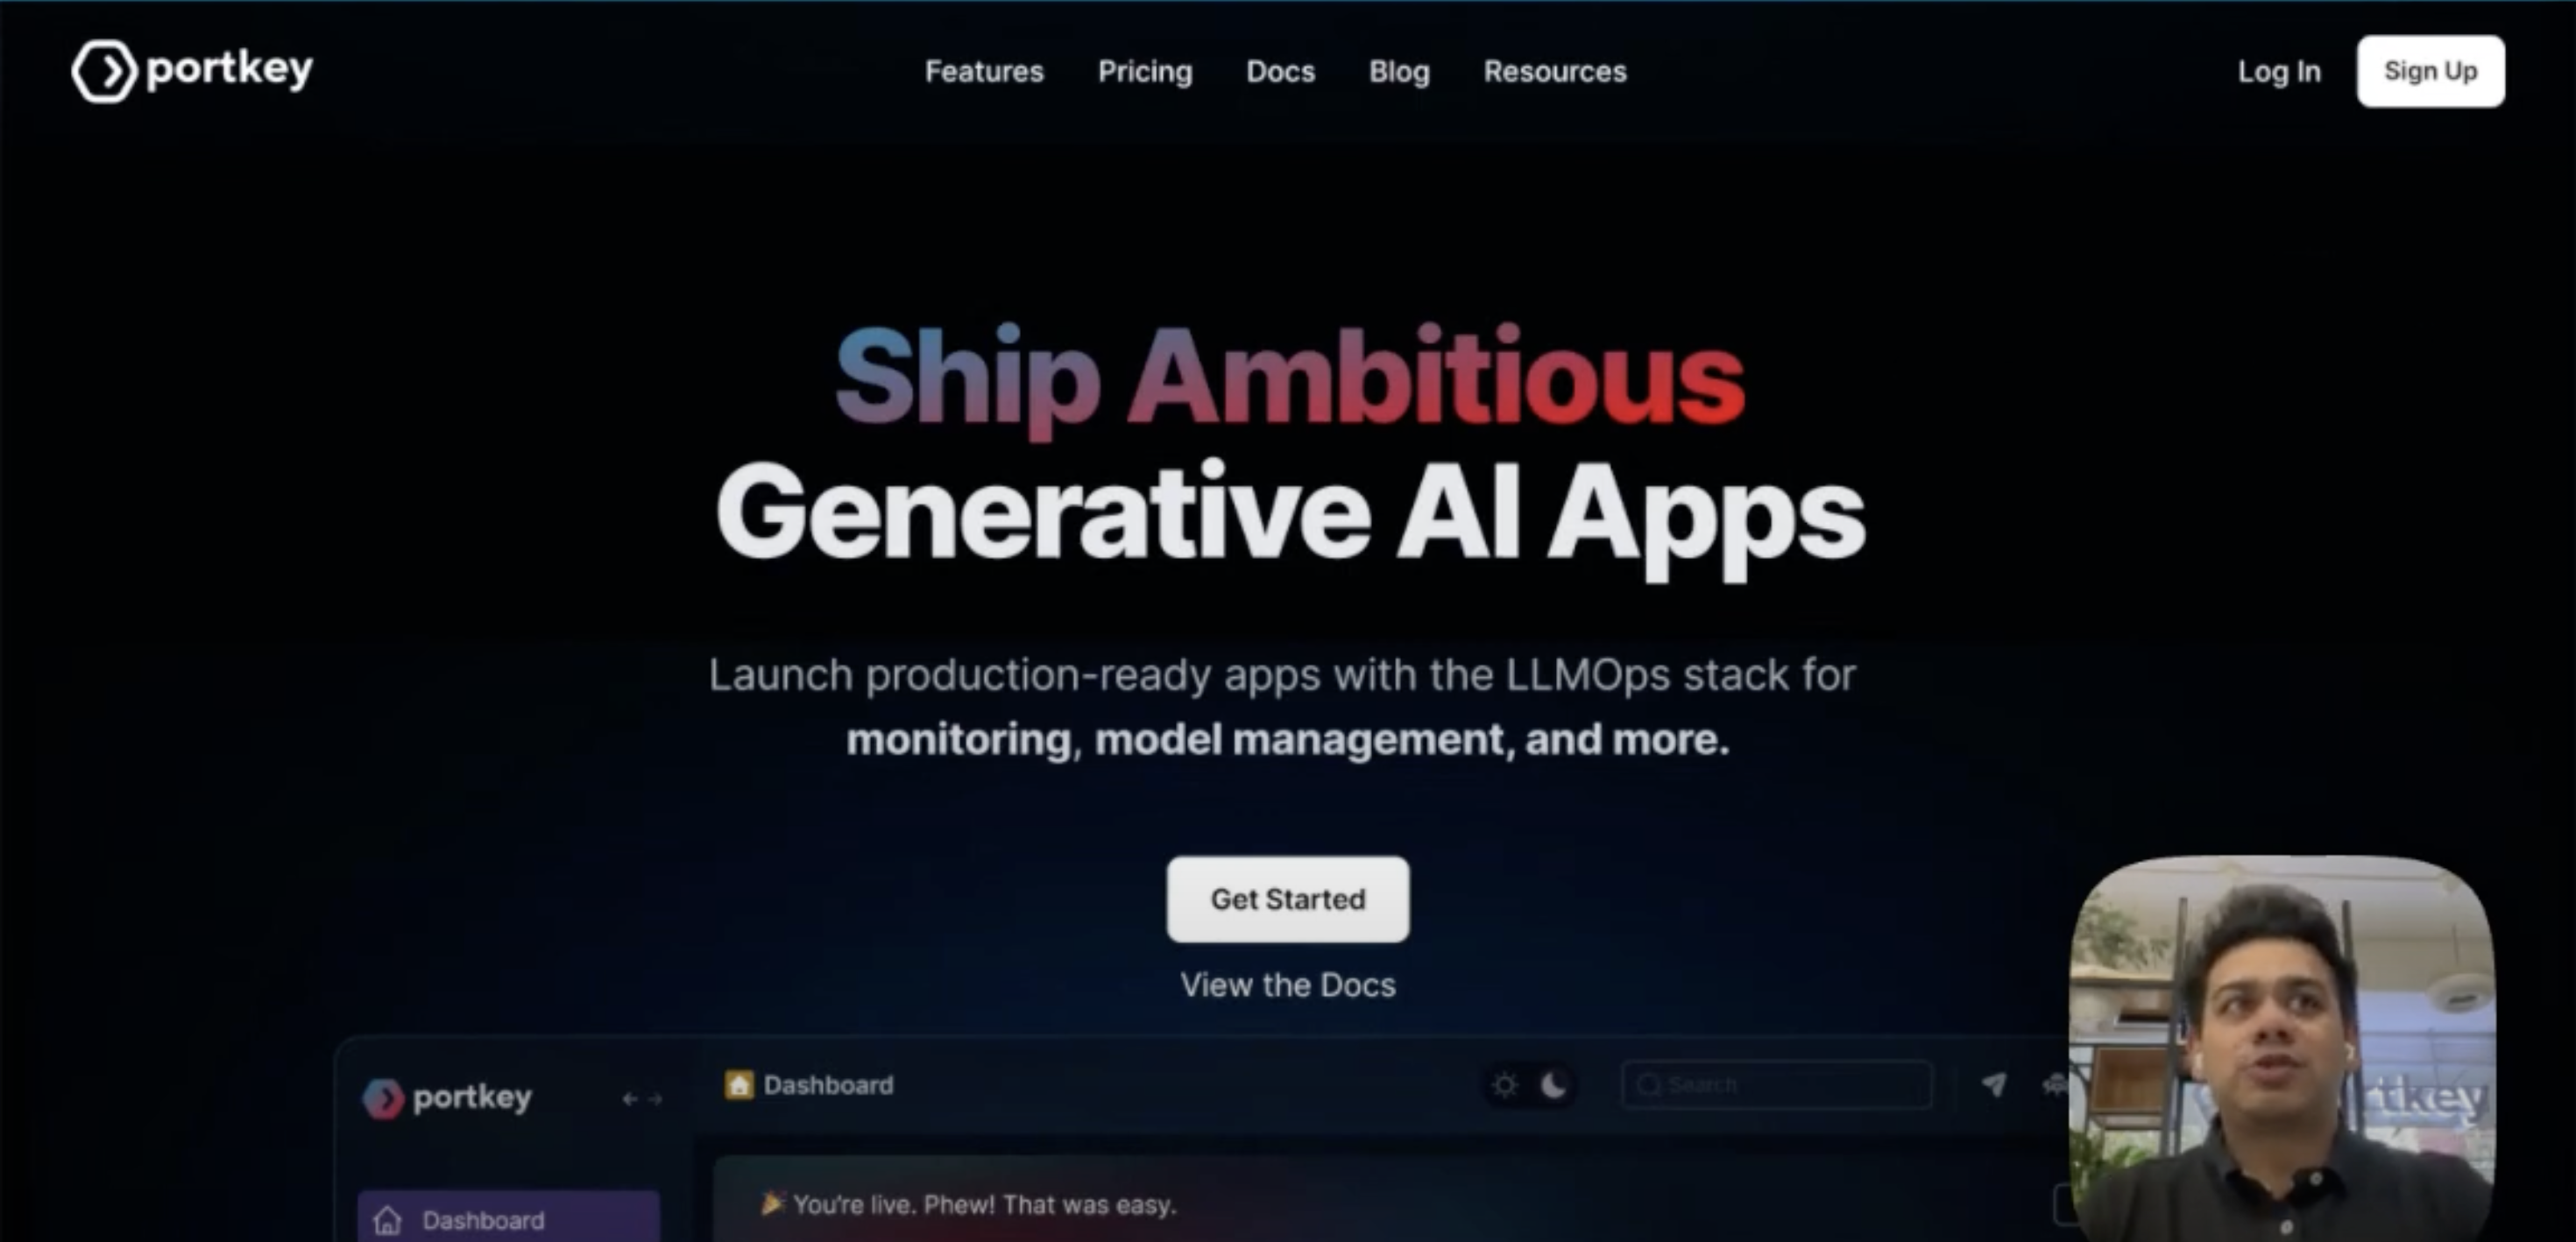 portkey
Features Pricing Docs Blog Resources
Log In Sign Up
Ship Ambitious
Generative AI Apps
Launch production-ready apps with the LLMOps stack for
monitoring, model management, and more.
Get Started
View the Docs
portkey
Dashboard
Search
Dashboard
🎉 You're live. Phew! That was easy.
rtkey